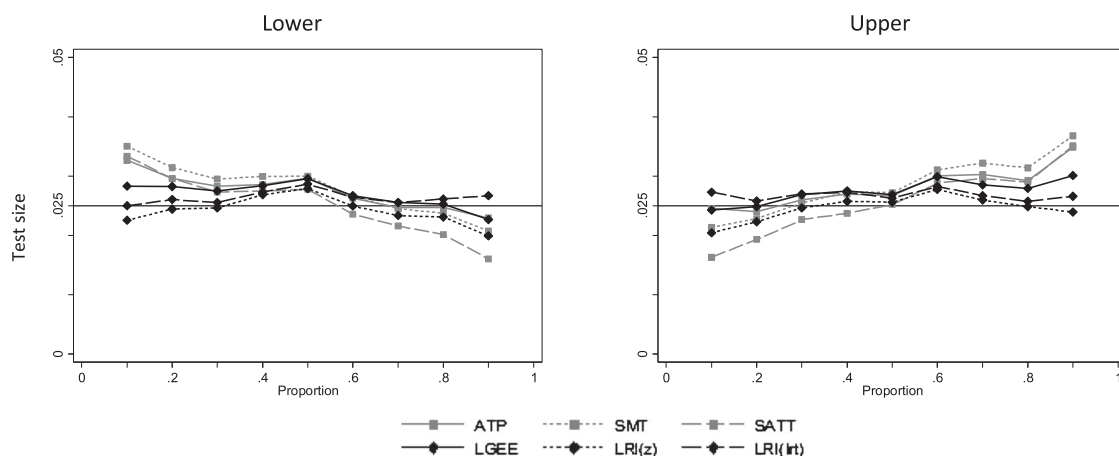 Lower
Upper
Test size
.05
.025
0
0
.2
.4
.6
.8
1
Proportion
.05
.025
0
0
.2
.4
.6
.8
1
Proportion
ATP
SMT
SATT
LGEE
LRI(z)
LRI(lrt)